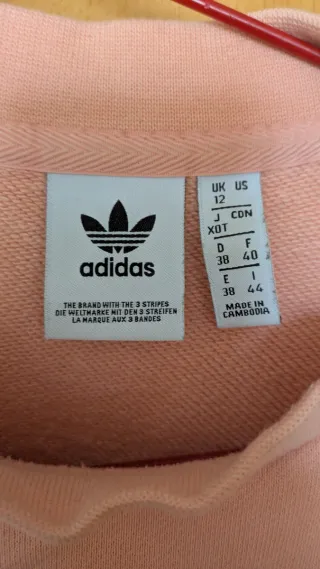 adidas
THE BRAND WITH THE 3 STRIPES
DIE WELTMARKE MIT DEN 3 STREIFEN
LA MARQUE AUX 3 BANDES
UK US
12
J CDN
XOT
D F
38 40
E I
38 44
MADE IN
CAMBODIA